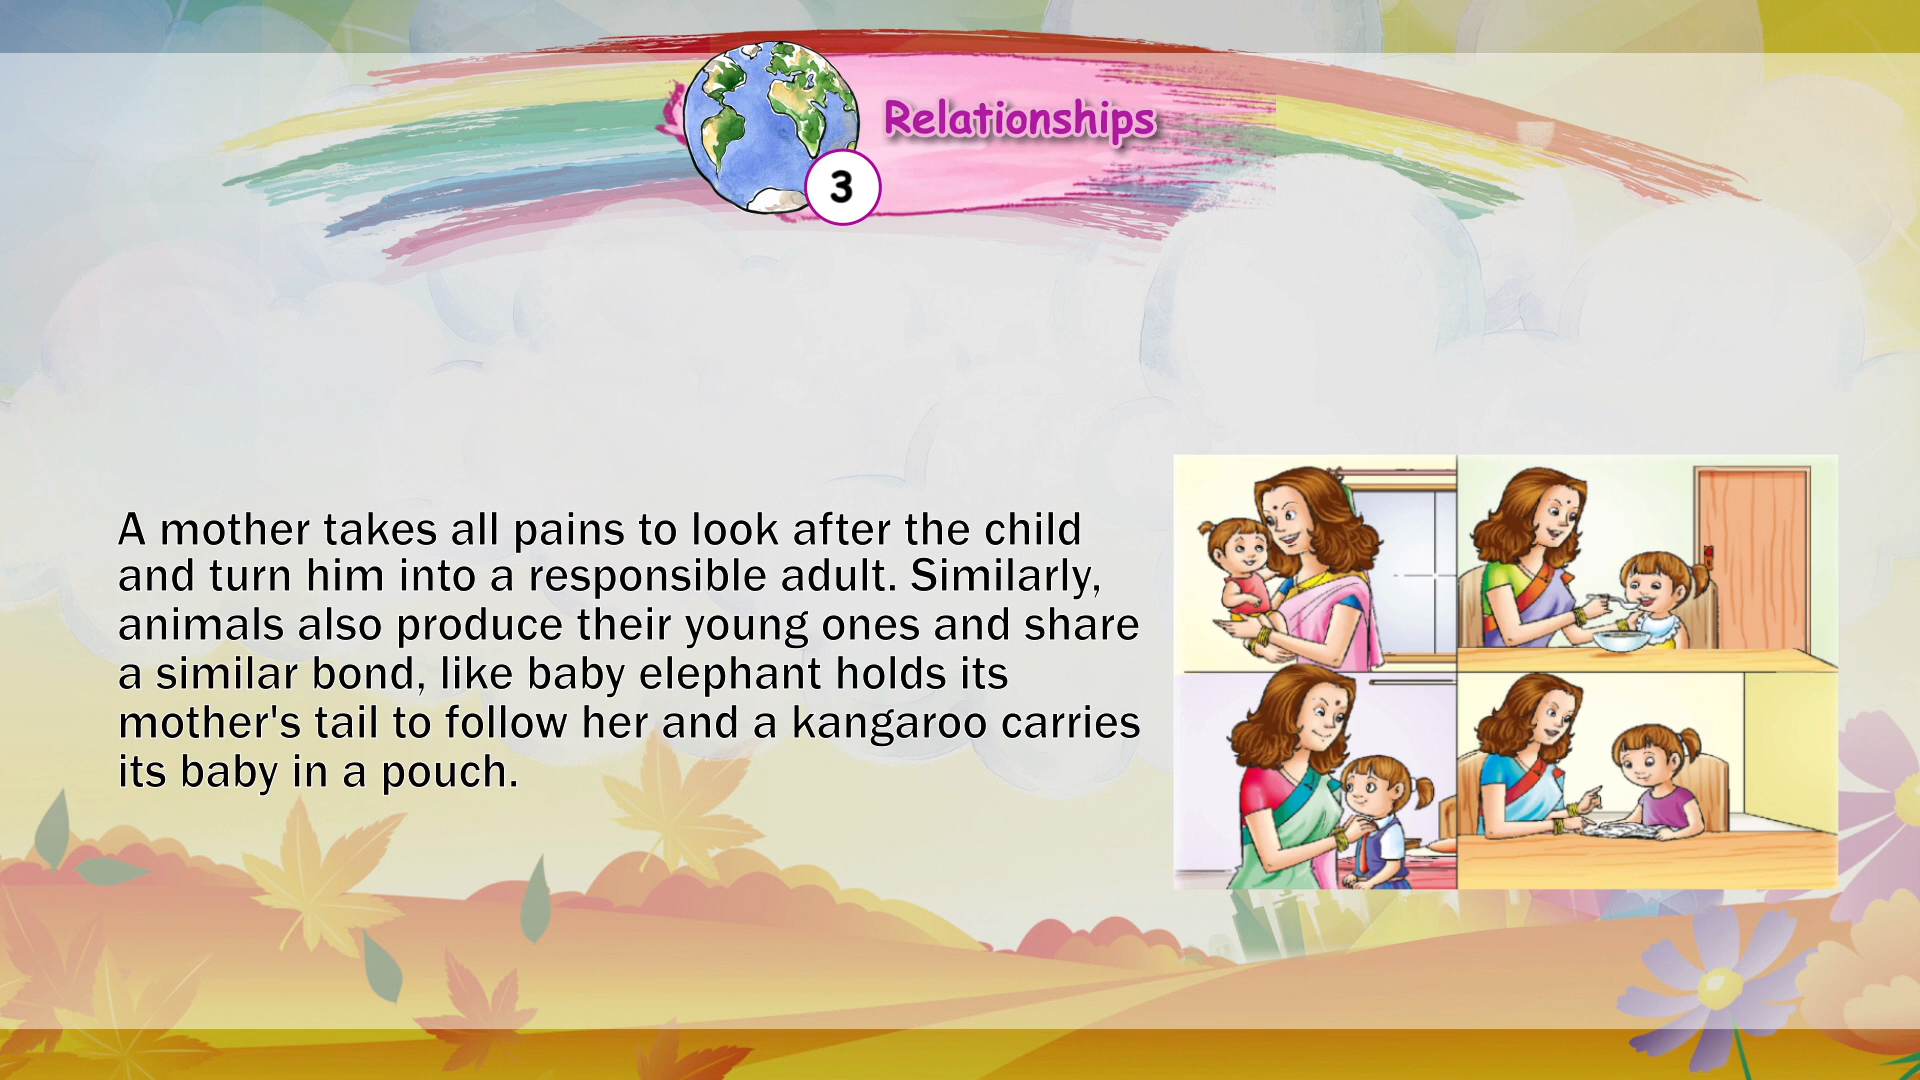 Relationships
3
A mother takes all pains to look after the child
and turn him into a responsible adult. Similarly,
animals also produce their young ones and share
a similar bond, like baby elephant holds its
mother's tail to follow her and a kangaroo carries
its baby in a pouch.